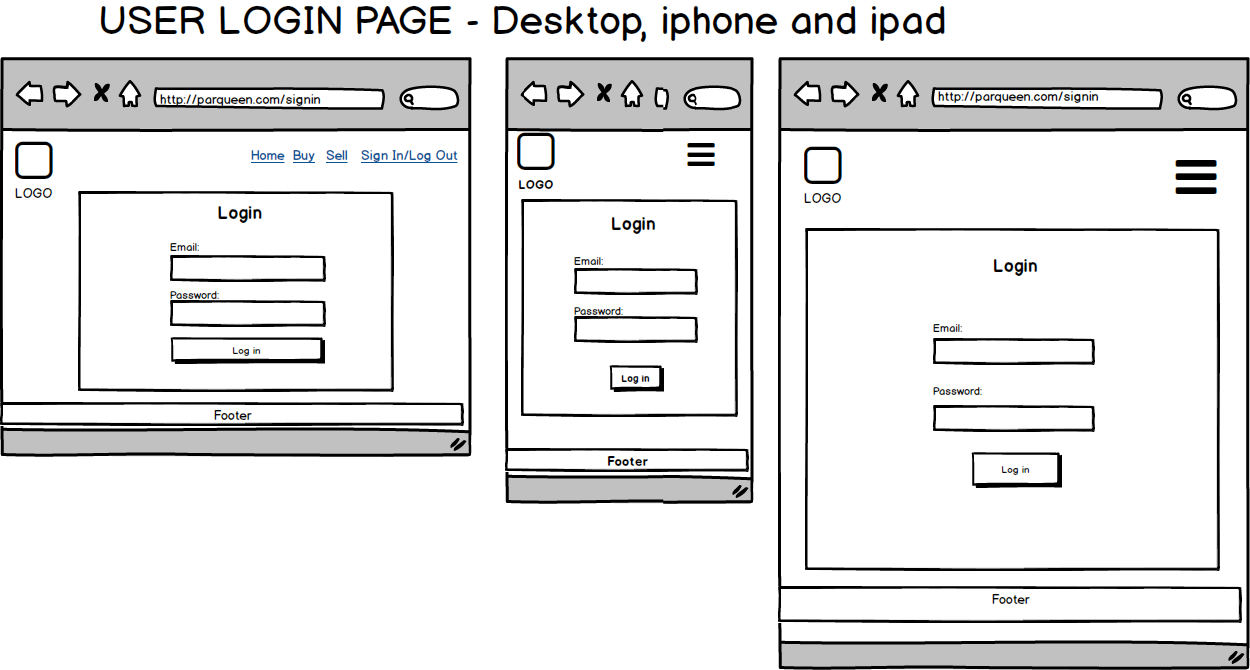 USER LOGIN PAGE - Desktop, iphone and ipad
http://parqueen.com/signin
Home Buy Sell Sign In/Log Out
LOGO
Login
Email:
Password:
Log in
Footer
LOGO
Login
Email:
Password:
Log in
Footer
http://parqueen.com/signin
LOGO
Login
Email:
Password:
Log in
Footer